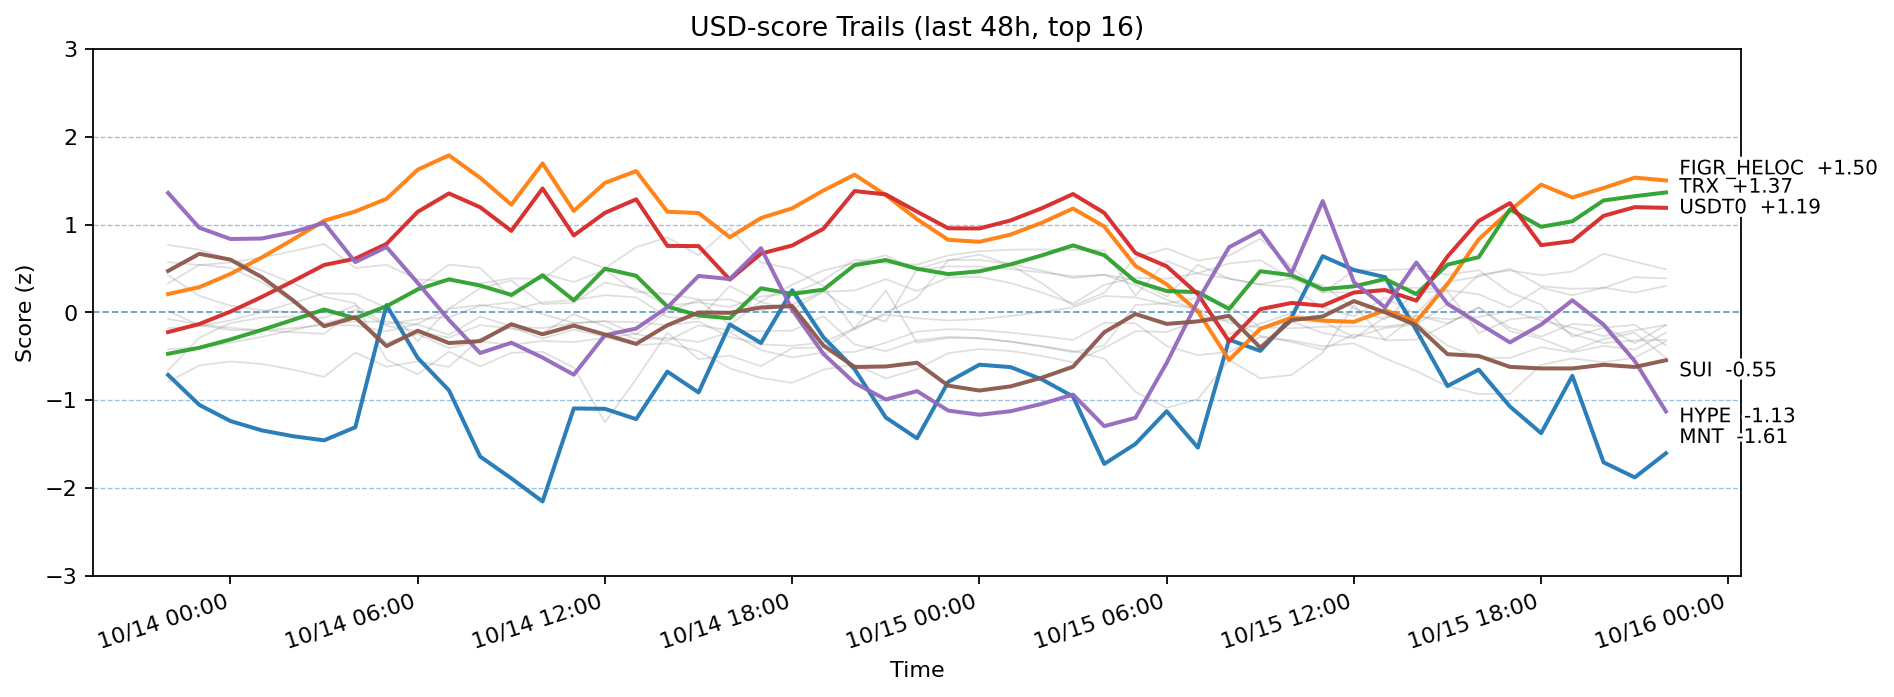 USD-score Trails (last 48h, top 16)
Score (z)
3
2
1
0
−1
−2
−3
FIGR_HELOC +1.50
TRX +1.37
USDT0 +1.19
SUI -0.55
HYPE -1.13
MNT -1.61
10/14 00:00
10/14 06:00
10/14 12:00
10/14 18:00
10/15 00:00
10/15 06:00
10/15 12:00
10/15 18:00
10/16 00:00
Time